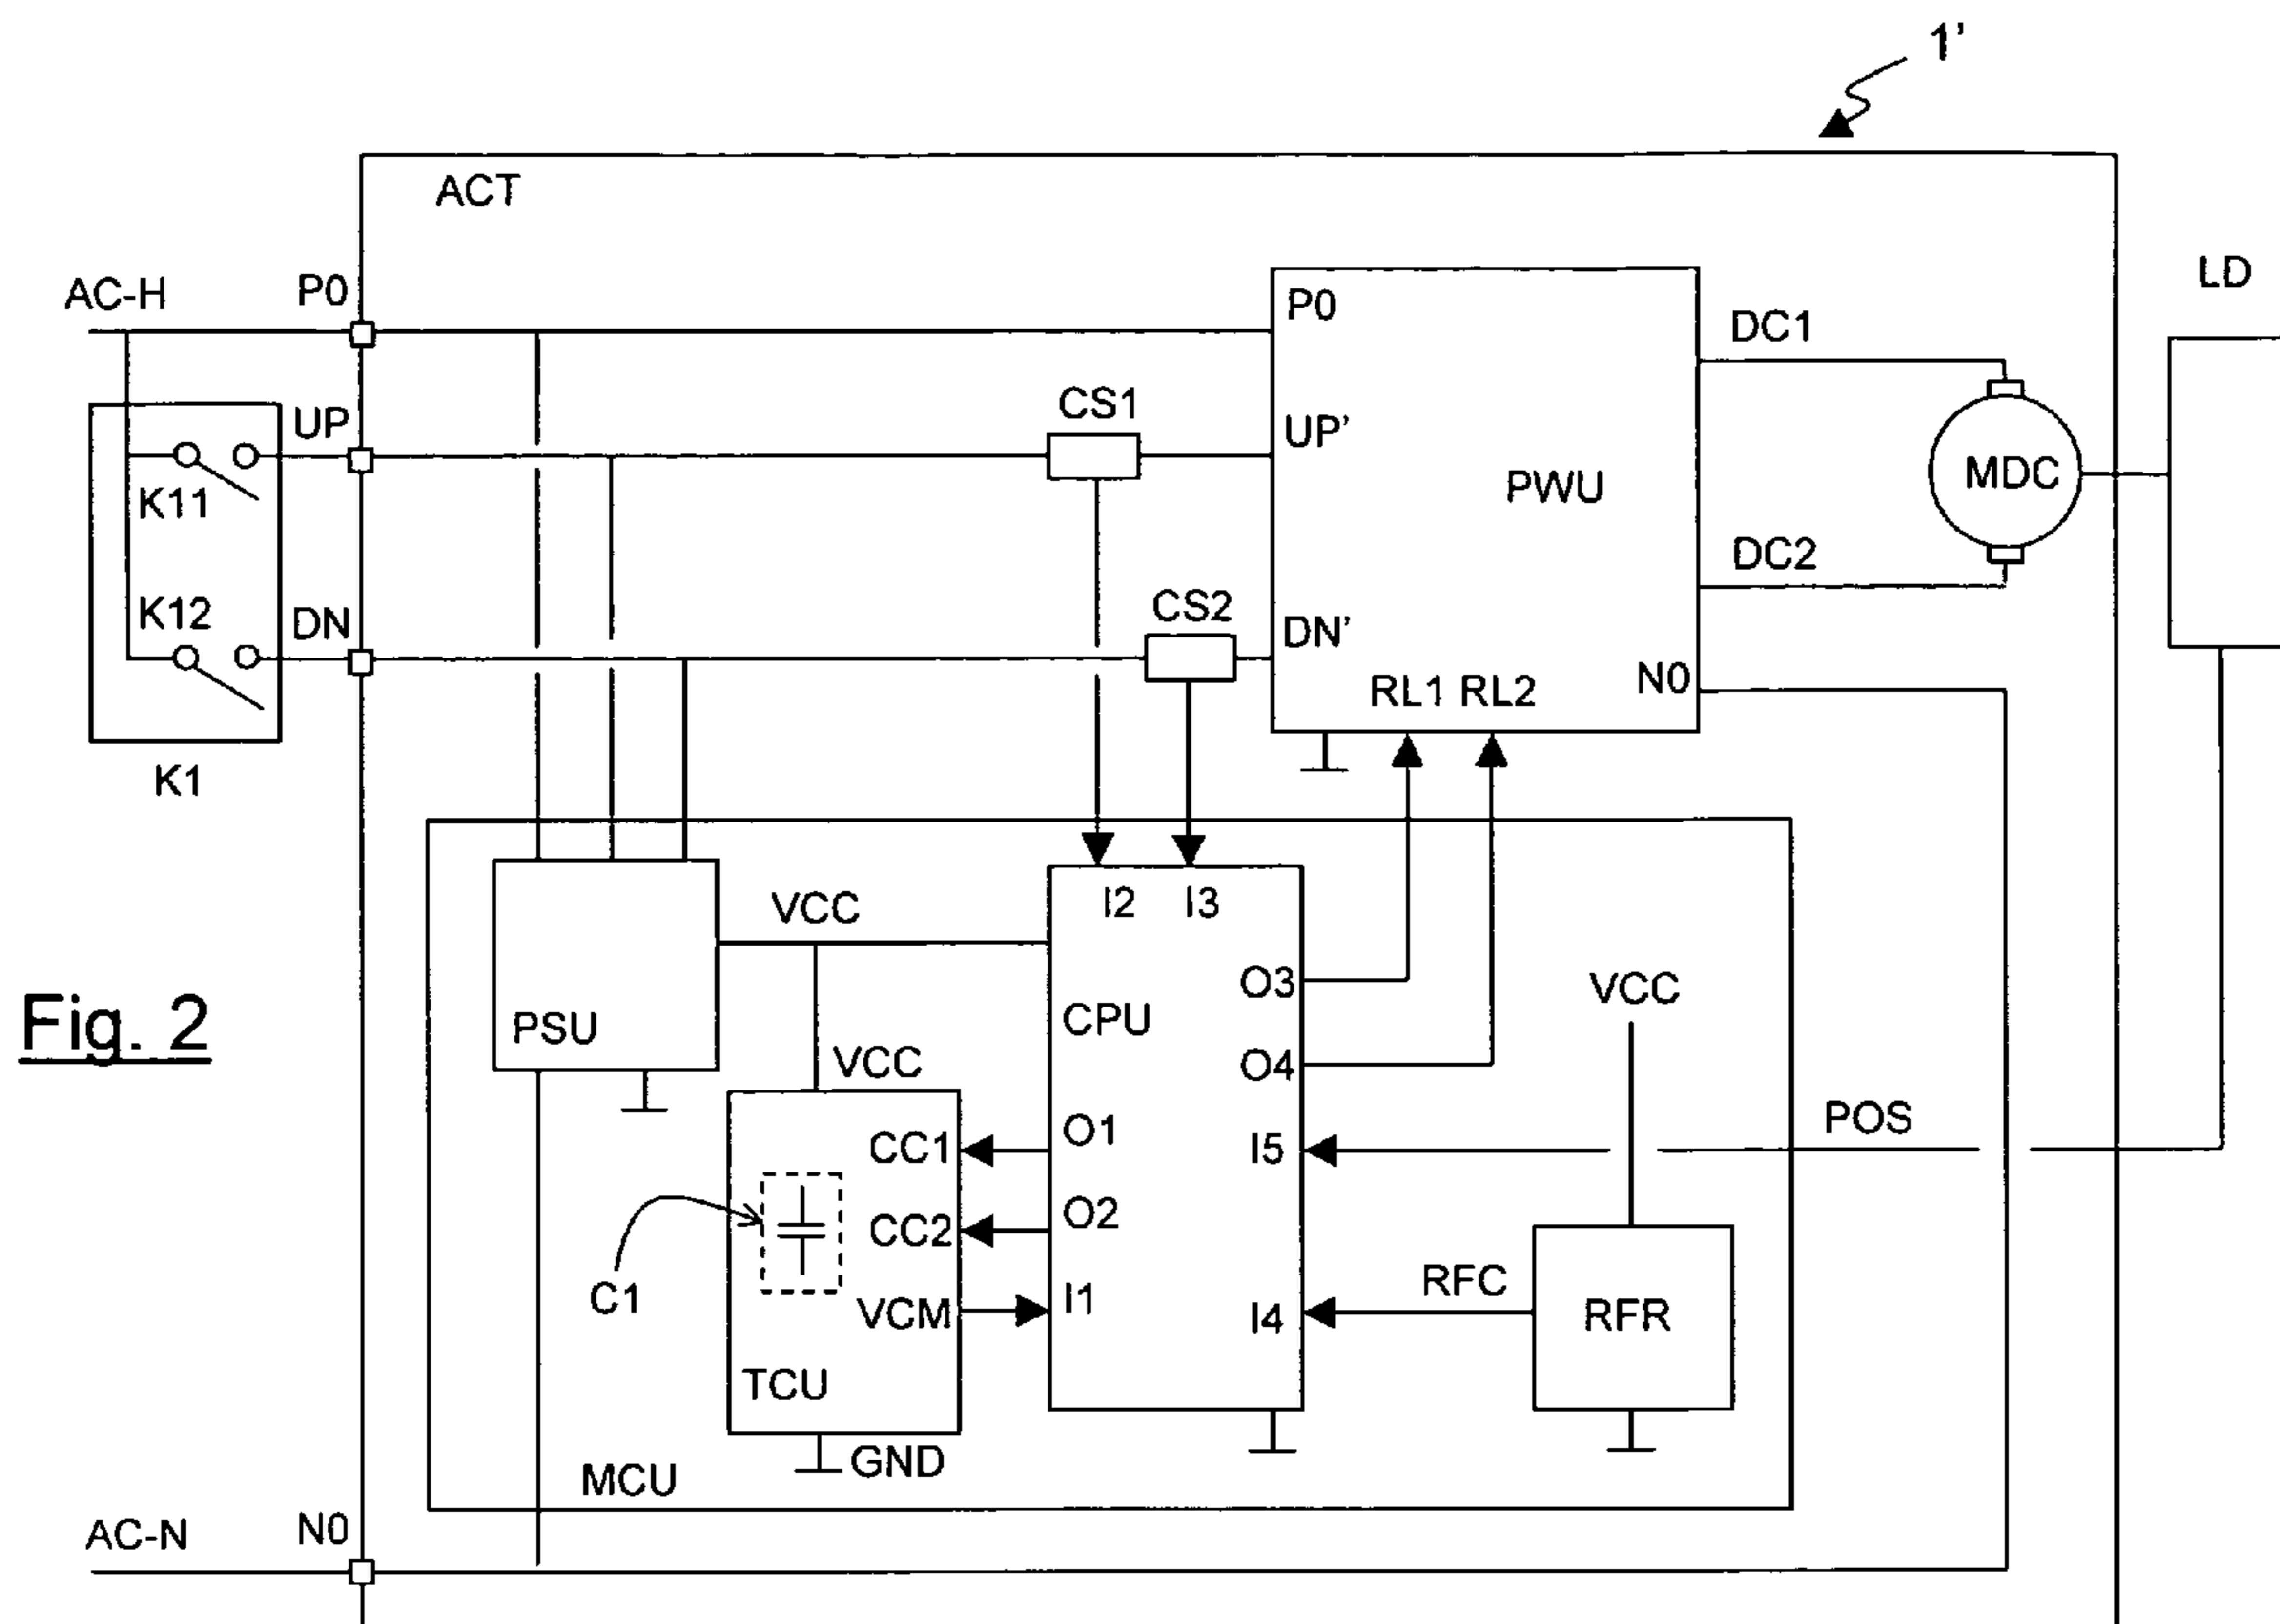 1'
ACT
AC-H
P0
P0
LD
DC1
UP
CS1
UP'
K11
PWU
MDC
DC2
K12
DN
CS2
DN'
RL1
RL2
N0
K1
I2
I3
VCC
O3
VCC
Fig. 2
PSU
CPU
VCC
O4
O1
CC1
I5
POS
O2
CC2
C1
VCM
I1
RFC
I4
RFR
TCU
GND
MCU
AC-N
N0